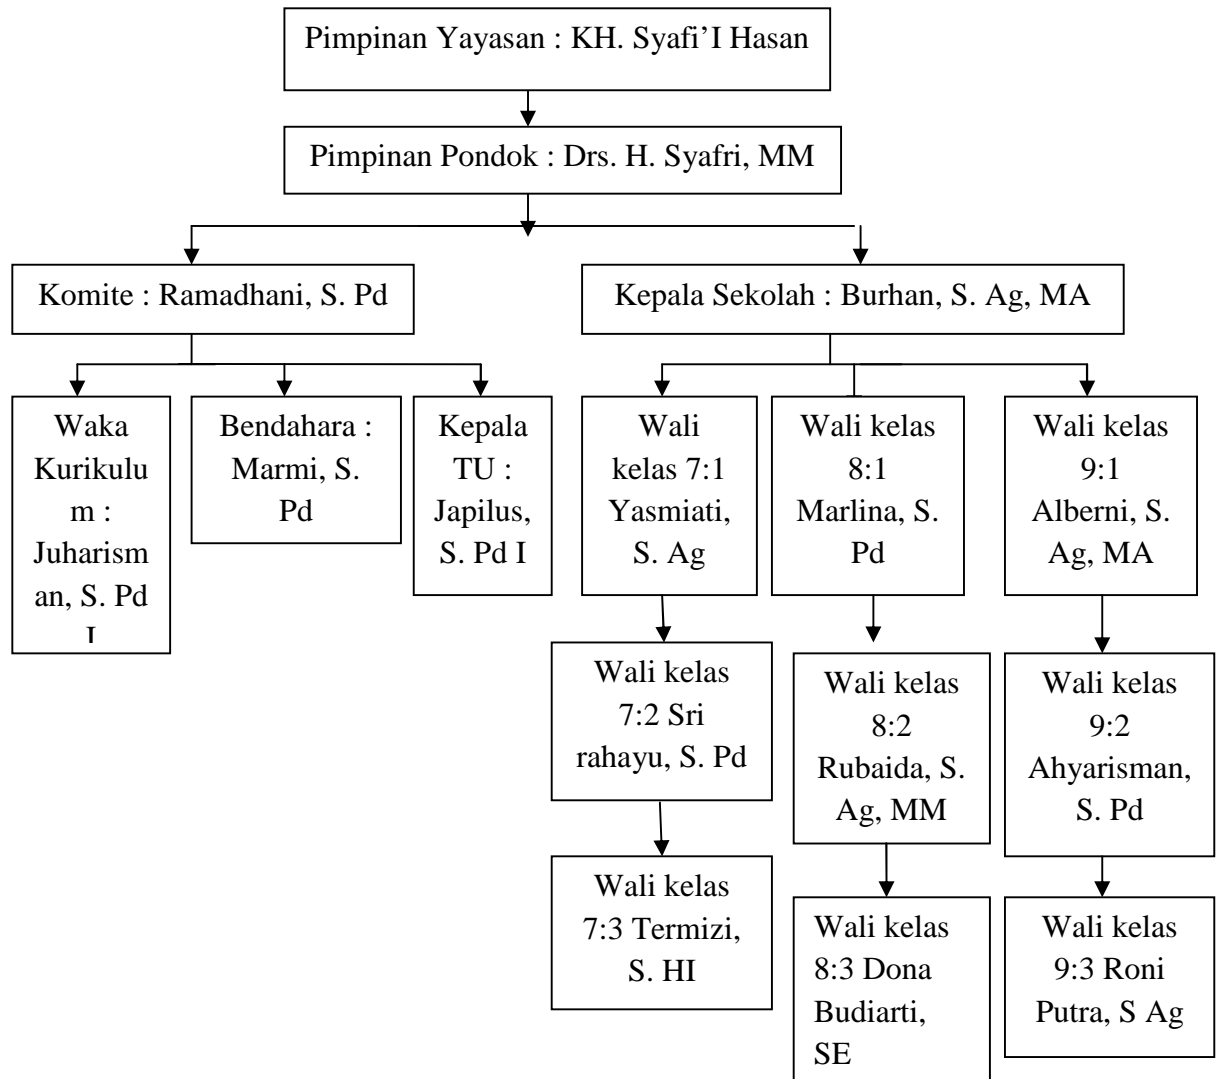 Pimpinan Yayasan : KH. Syafi’I Hasan
Pimpinan Pondok : Drs. H. Syafri, MM
Komite : Ramadhani, S. Pd
Kepala Sekolah : Burhan, S. Ag, MA
Waka
Kurikulu
m :
Juharism
an, S. Pd
I
Bendahara :
Marmi, S.
Pd
Kepala
TU :
Japilus,
S. Pd I
Wali
kelas 7:1
Yasmiati,
S. Ag
Wali kelas
8:1
Marlina, S.
Pd
Wali kelas
9:1
Alberni, S.
Ag, MA
Wali kelas
7:2 Sri
rahayu, S. Pd
Wali kelas
8:2
Rubaida, S.
Ag, MM
Wali kelas
9:2
Ahyarisman,
S. Pd
Wali kelas
7:3 Termizi,
S. HI
Wali kelas
8:3 Dona
Budiarti,
SE
Wali kelas
9:3 Roni
Putra, S Ag